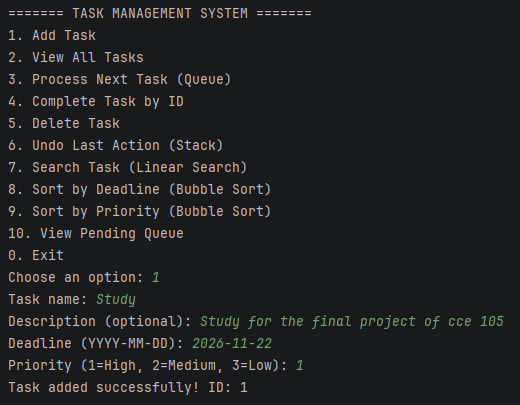 ======= TASK MANAGEMENT SYSTEM =======
1. Add Task
2. View All Tasks
3. Process Next Task (Queue)
4. Complete Task by ID
5. Delete Task
6. Undo Last Action (Stack)
7. Search Task (Linear Search)
8. Sort by Deadline (Bubble Sort)
9. Sort by Priority (Bubble Sort)
10. View Pending Queue
0. Exit
Choose an option: 1
Task name: Study
Description (optional): Study for the final project of cce 105
Deadline (YYYY-MM-DD): 2026-11-22
Priority (1=High, 2=Medium, 3=Low): 1
Task added successfully! ID: 1